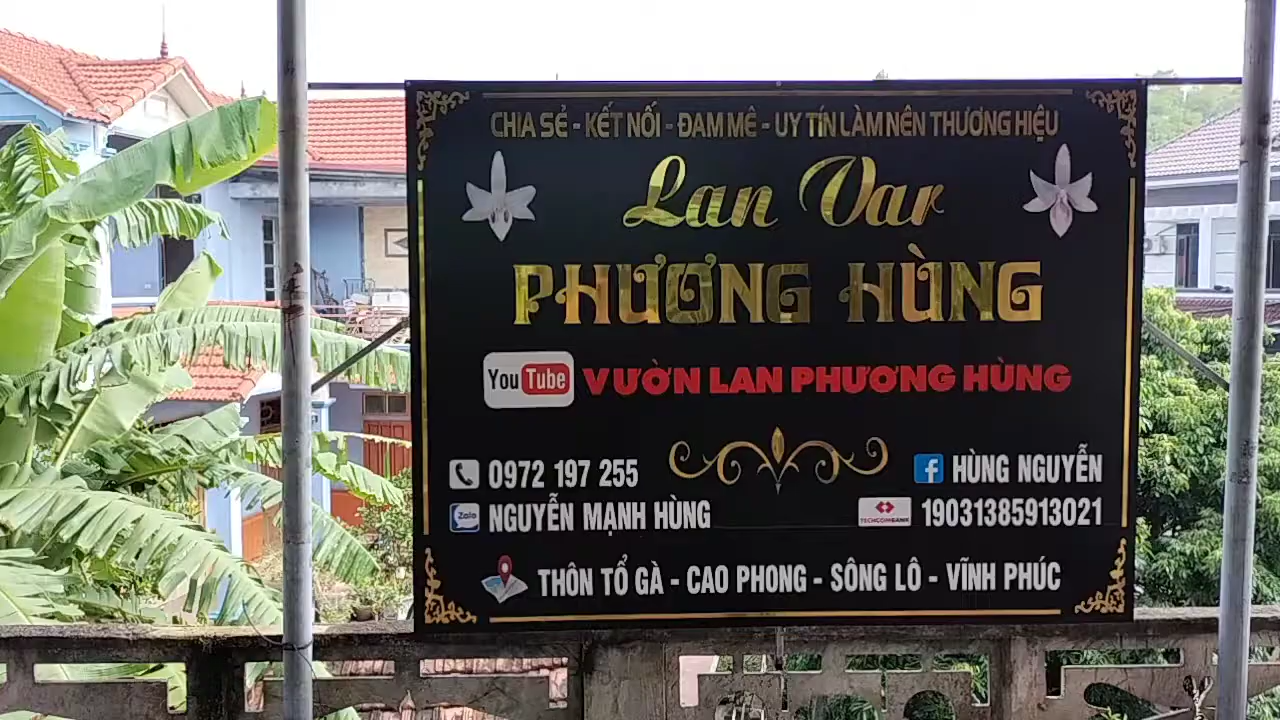 CHIA SẺ - KẾT NỐI - ĐAM MÊ - UY TÍN LÀM NÊN THƯƠNG HIỆU
Lan Var
PHƯƠNG HÙNG
YouTube VƯỜN LAN PHƯƠNG HÙNG
0972 197 255
HÙNG NGUYỄN
Zalo NGUYỄN MẠNH HÙNG
TECHCOMBANK 19031385913021
THÔN TỔ GÀ - CAO PHONG - SÔNG LÔ - VĨNH PHÚC